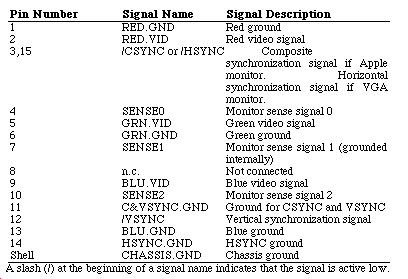 Pin Number Signal Name Signal Description
1 RED.GND Red ground
2 RED.VID Red video signal
3,15 /CSYNC or /HSYNC Composite
synchronization signal if Apple
monitor. Horizontal
synchronization signal if VGA
monitor.
4 SENSE0 Monitor sense signal 0
5 GRN.VID Green video signal
6 GRN.GND Green ground
7 SENSE1 Monitor sense signal 1 (grounded
internally)
8 n.c. Not connected
9 BLU.VID Blue video signal
10 SENSE2 Monitor sense signal 2
11 C&VSYNC.GND Ground for CSYNC and VSYNC
12 /VSYNC Vertical synchronization signal
13 BLU.GND Blue ground
14 HSYNC.GND HSYNC ground
Shell CHASSIS.GND Chassis ground
A slash (/) at the beginning of a signal name indicates that the signal is active low.